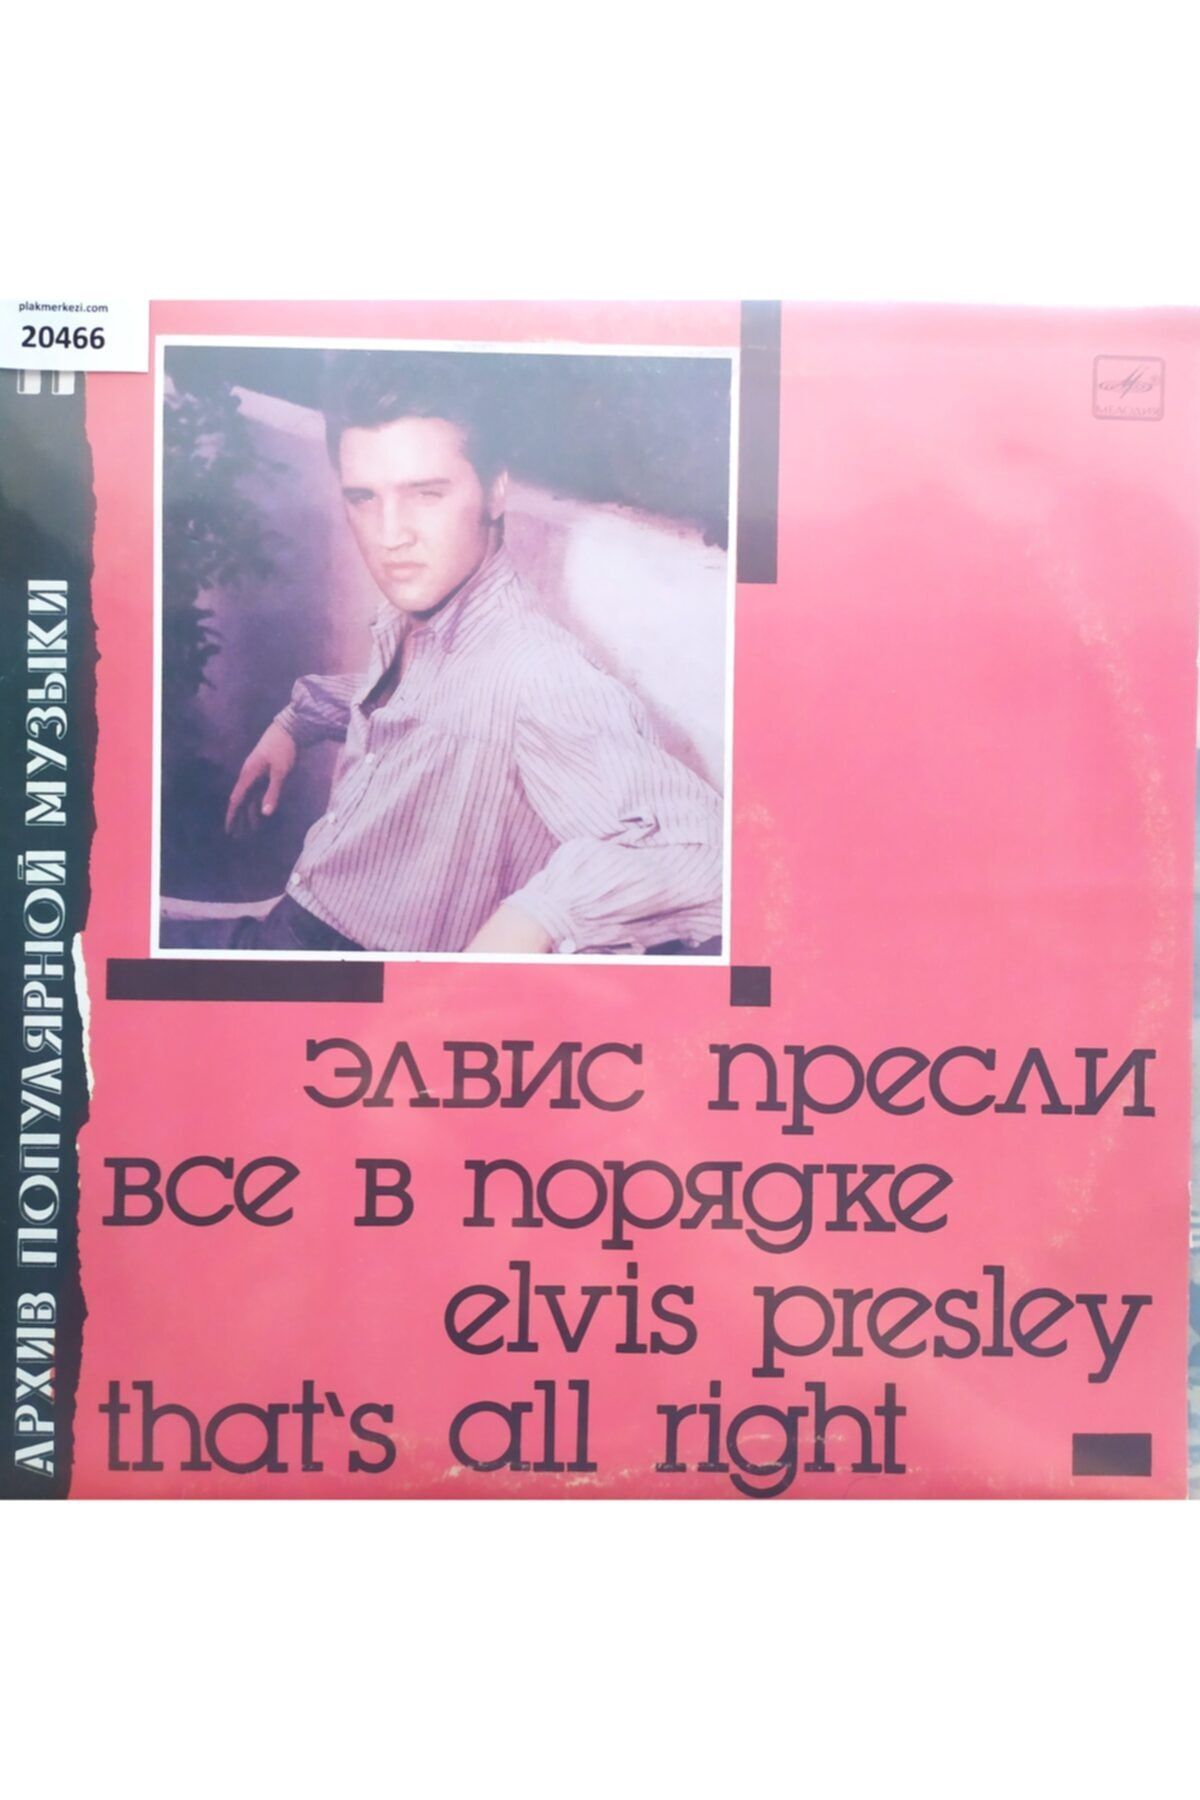 plakmerkezi.com
20466
МЕЛОДИЯ
АРХИВ ПОПУЛЯРНОЙ МУЗЫКИ
элвис пресли
все в порядке
elvis presley
that's all right